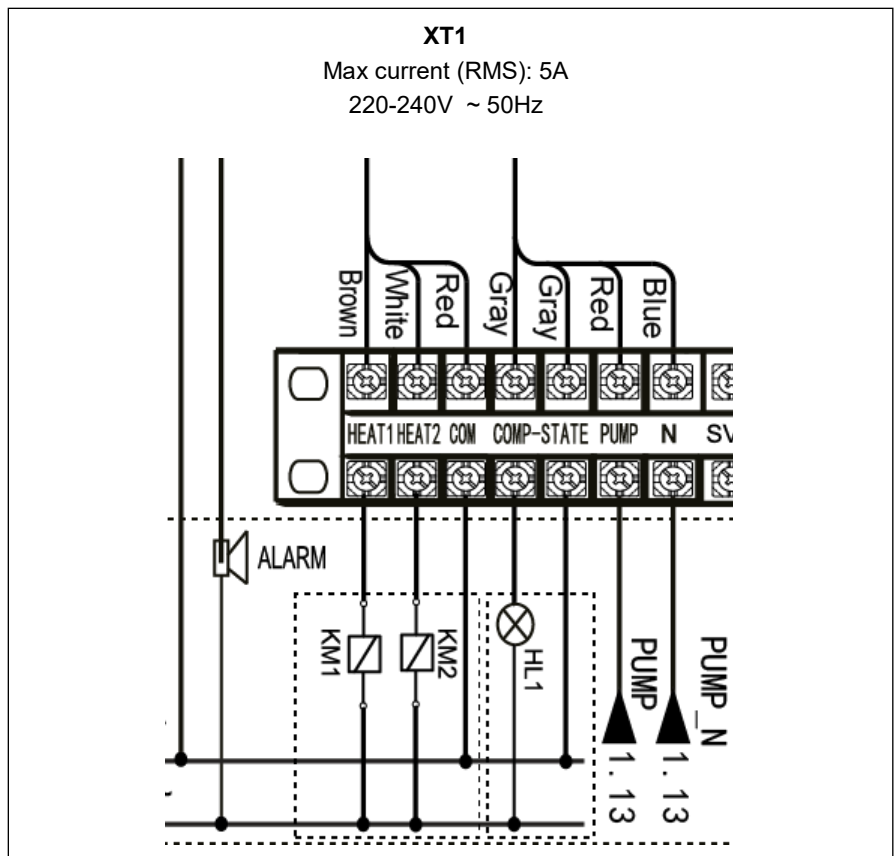 XT1
Max current (RMS): 5A
220-240V ~ 50Hz
Brown
White
Red
Gray
Gray
Red
Blue
HEAT1 HEAT2 COM COMP-STATE PUMP N SV
ALARM
KM1
KM2
HL1
PUMP
PUMP_N
1. 13
1. 13